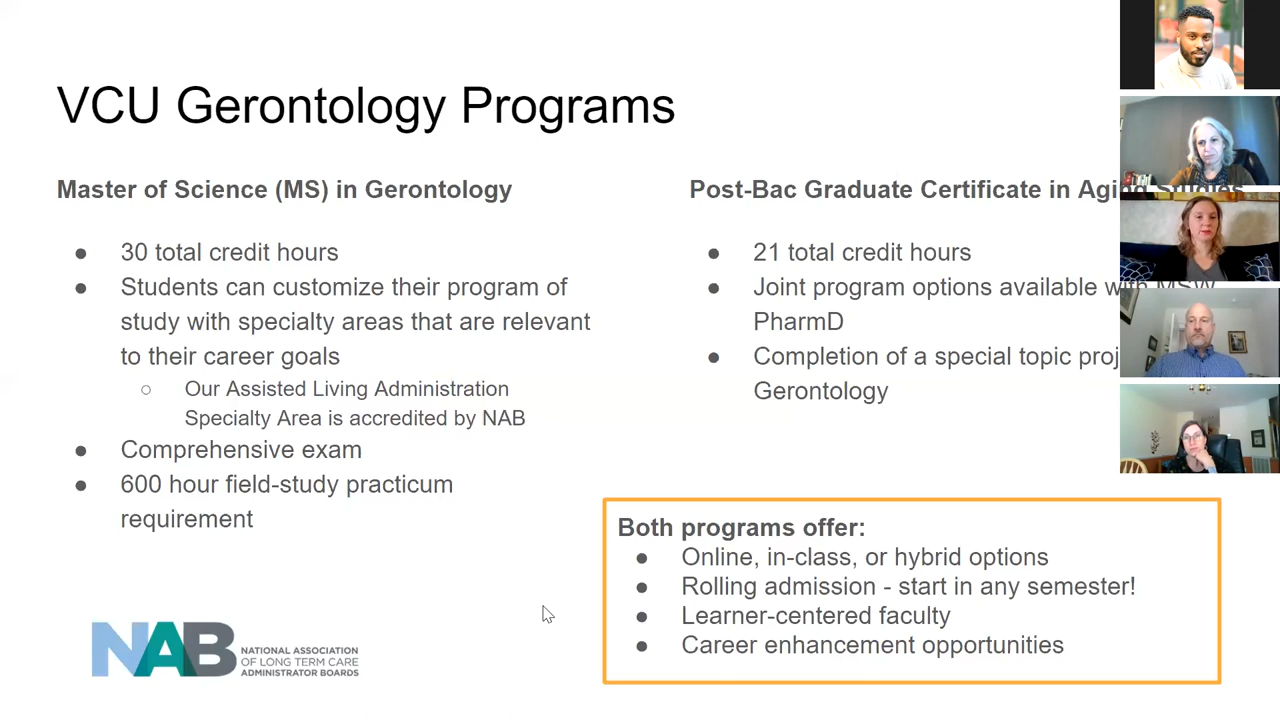 VCU Gerontology Programs
Master of Science (MS) in Gerontology
● 30 total credit hours
● Students can customize their program of
study with specialty areas that are relevant
to their career goals
○ Our Assisted Living Administration
Specialty Area is accredited by NAB
● Comprehensive exam
● 600 hour field-study practicum
requirement
Post-Bac Graduate Certificate in Aging Studies
● 21 total credit hours
● Joint program options available with MSW,
PharmD
● Completion of a special topic
Gerontology
Both programs offer:
● Online, in-class, or hybrid options
● Rolling admission - start in any semester!
● Learner-centered faculty
● Career enhancement opportunities
NAB
NATIONAL ASSOCIATION
OF LONG TERM CARE
ADMINISTRATOR BOARDS